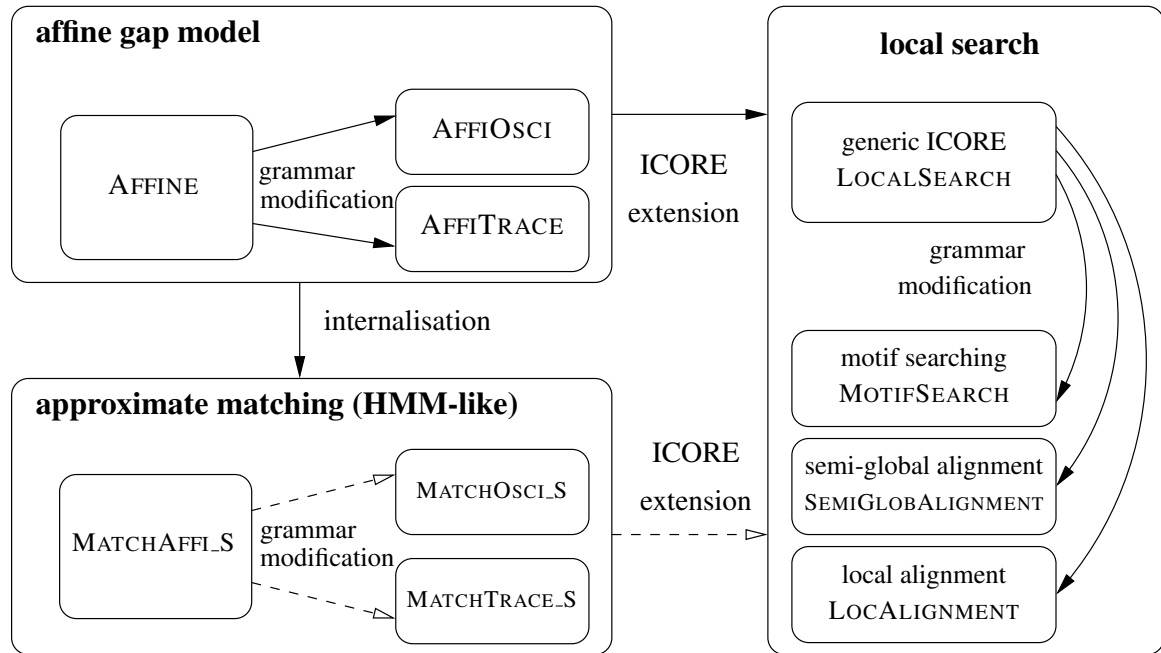 affine gap model
AFFINE
grammar
modification
AFFIOSCI
AFFITRACE
ICORE
extension
internalisation
approximate matching (HMM-like)
MATCHAFFI_S
grammar
modification
MATCHOSCI_S
MATCHTRACE_S
ICORE
extension
local search
generic ICORE
LOCALSEARCH
grammar
modification
motif searching
MOTIFSEARCH
semi-global alignment
SEMIGLOBALIGNMENT
local alignment
LOCALIGNMENT